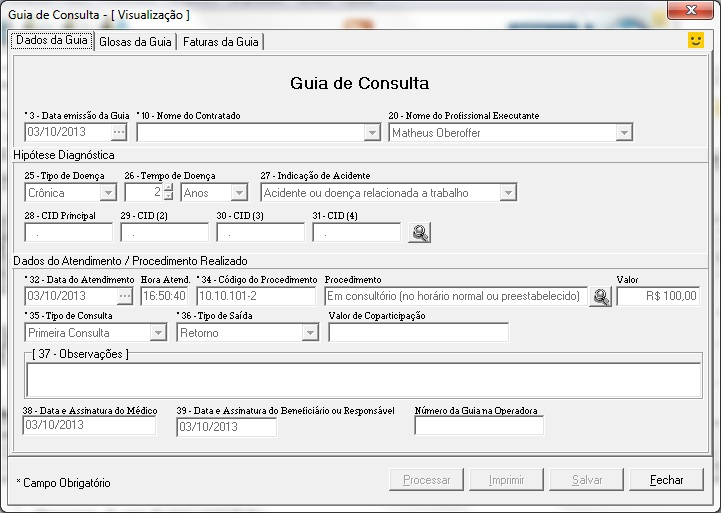 Guia de Consulta - [ Visualização ]
Dados da Guia Glosas da Guia Faturas da Guia
Guia de Consulta
* 3 - Data emissão da Guia * 10 - Nome do Contratado 20 - Nome do Profissional Executante
03/10/2013 ... Matheus Oberoffer
Hipótese Diagnóstica
25 - Tipo de Doença 26 - Tempo de Doença 27 - Indicação de Acidente
Crônica 2 Anos Acidente ou doença relacionada a trabalho
28 - CID Principal 29 - CID (2) 30 - CID (3) 31 - CID (4)
. . . .
Dados do Atendimento / Procedimento Realizado
* 32 - Data do Atendimento Hora Atend. * 34 - Código do Procedimento Procedimento Valor
03/10/2013 ... 16:50:40 10.10.101-2 Em consultório (no horário normal ou preestabelecido) R$ 100,00
* 35 - Tipo de Consulta * 36 - Tipo de Saída Valor de Coparticipação
Primeira Consulta Retorno
[ 37 - Observações ]
38 - Data e Assinatura do Médico 39 - Data e Assinatura do Beneficiário ou Responsável Número da Guia na Operadora
03/10/2013 03/10/2013
* Campo Obrigatório Processar Imprimir Salvar Fechar